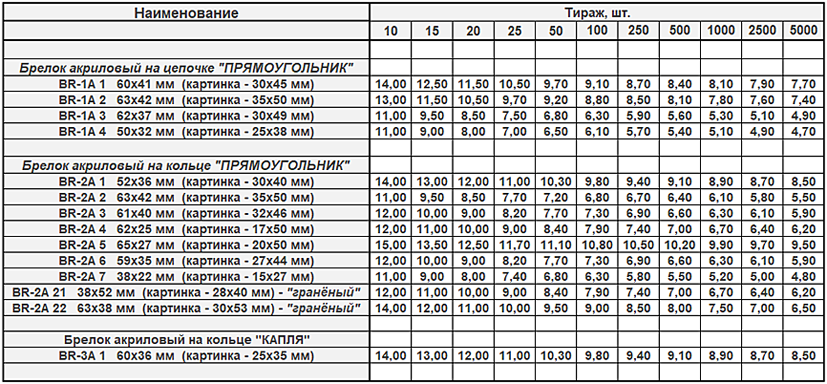 Наименование Тираж, шт.
10 15 20 25 50 100 250 500 1000 2500 5000
Брелок акриловый на цепочке "ПРЯМОУГОЛЬНИК"
BR-1A 1 60x41 мм (картинка - 30x45 мм) 14,00 12,50 11,50 10,50 9,70 9,10 8,70 8,40 8,10 7,90 7,70
BR-1A 2 63x42 мм (картинка - 35x50 мм) 13,00 11,50 10,50 9,70 9,20 8,80 8,50 8,10 7,80 7,60 7,40
BR-1A 3 62x37 мм (картинка - 30x49 мм) 11,00 9,50 8,50 7,50 6,80 6,30 5,90 5,60 5,30 5,10 4,90
BR-1A 4 50x32 мм (картинка - 25x38 мм) 11,00 9,00 8,00 7,00 6,50 6,10 5,70 5,40 5,10 4,90 4,70
Брелок акриловый на кольце "ПРЯМОУГОЛЬНИК"
BR-2A 1 52x36 мм (картинка - 30x40 мм) 14,00 13,00 12,00 11,00 10,30 9,80 9,40 9,10 8,90 8,70 8,50
BR-2A 2 63x42 мм (картинка - 35x50 мм) 11,00 9,50 8,50 7,70 7,20 6,80 6,70 6,40 6,10 5,80 5,50
BR-2A 3 61x40 мм (картинка - 32x46 мм) 12,00 10,00 9,00 8,20 7,70 7,30 6,90 6,60 6,30 6,10 5,90
BR-2A 4 62x25 мм (картинка - 17x50 мм) 12,00 11,00 10,00 9,00 8,40 7,90 7,40 7,00 6,70 6,40 6,20
BR-2A 5 65x27 мм (картинка - 20x50 мм) 15,00 13,50 12,50 11,70 11,10 10,80 10,50 10,20 9,90 9,70 9,50
BR-2A 6 59x35 мм (картинка - 27x44 мм) 12,00 10,00 9,00 8,20 7,70 7,30 6,90 6,60 6,30 6,10 5,90
BR-2A 7 38x22 мм (картинка - 15x27 мм) 11,00 9,00 8,00 7,40 6,80 6,30 5,80 5,50 5,20 5,00 4,80
BR-2A 21 38x52 мм (картинка - 28x40 мм) - "гранёный" 12,00 11,00 10,00 9,00 8,40 7,90 7,40 7,00 6,70 6,40 6,20
BR-2A 22 63x38 мм (картинка - 30x53 мм) - "гранёный" 14,00 12,00 11,00 10,00 9,50 9,00 8,50 8,00 7,50 7,00 6,50
Брелок акриловый на кольце "КАПЛЯ"
BR-3A 1 60x36 мм (картинка - 25x35 мм) 14,00 13,00 12,00 11,00 10,30 9,80 9,40 9,10 8,90 8,70 8,50